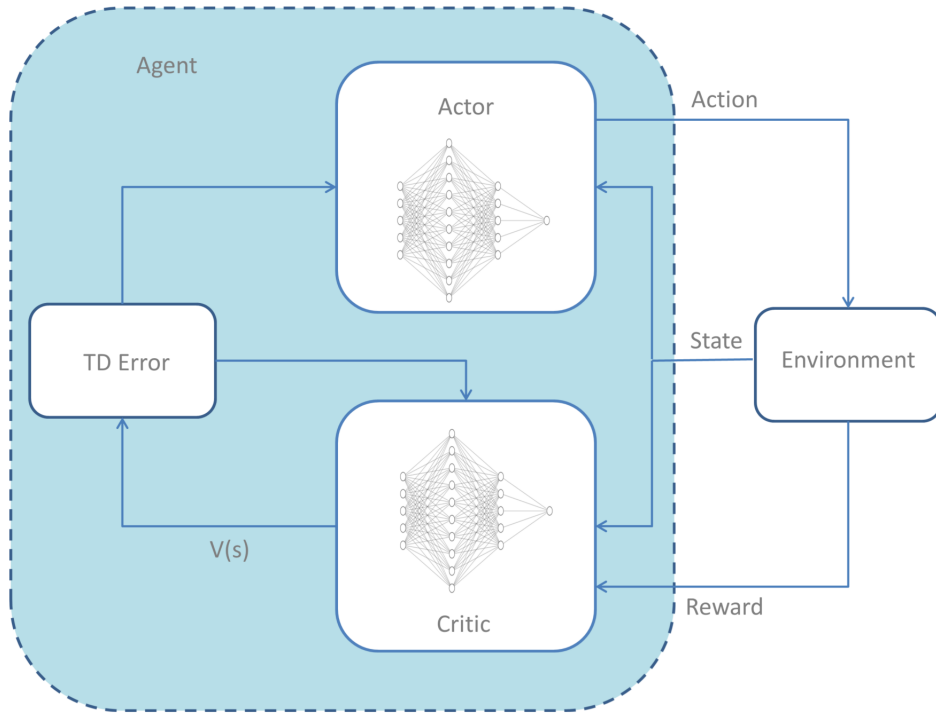 Agent
Actor
Action
TD Error
State
Environment
V(s)
Reward
Critic